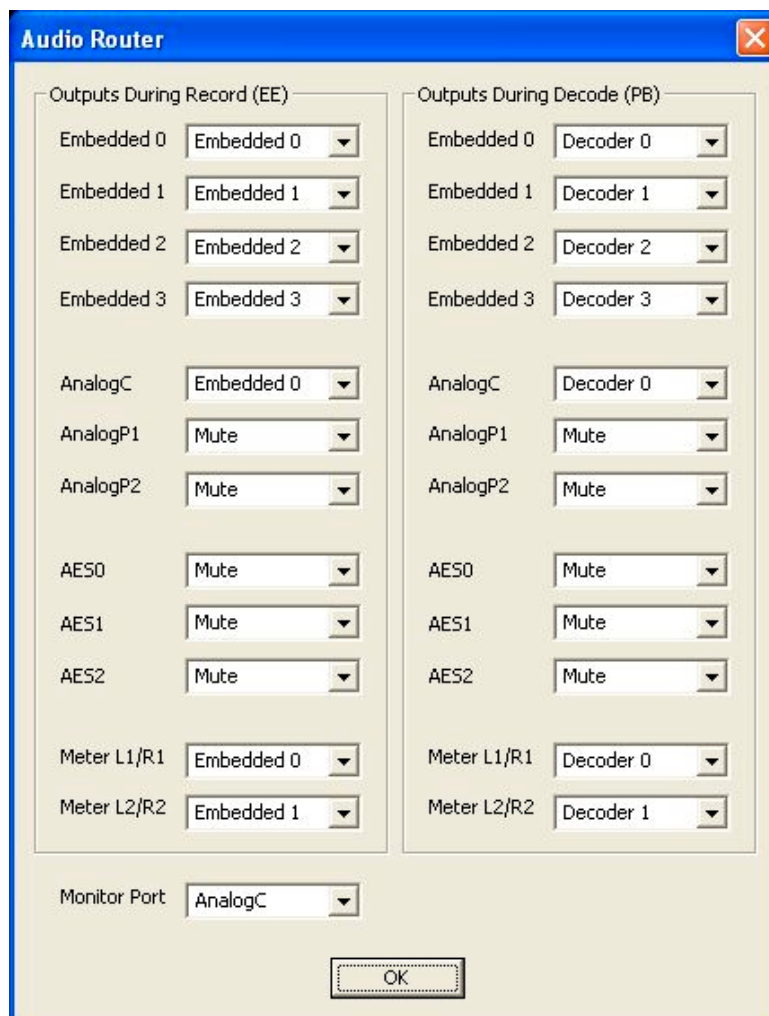 Audio Router
Outputs During Record (EE)
Embedded 0 Embedded 0
Embedded 1 Embedded 1
Embedded 2 Embedded 2
Embedded 3 Embedded 3
AnalogC Embedded 0
AnalogP1 Mute
AnalogP2 Mute
AES0 Mute
AES1 Mute
AES2 Mute
Meter L1/R1 Embedded 0
Meter L2/R2 Embedded 1
Outputs During Decode (PB)
Embedded 0 Decoder 0
Embedded 1 Decoder 1
Embedded 2 Decoder 2
Embedded 3 Decoder 3
AnalogC Decoder 0
AnalogP1 Mute
AnalogP2 Mute
AES0 Mute
AES1 Mute
AES2 Mute
Meter L1/R1 Decoder 0
Meter L2/R2 Decoder 1
Monitor Port AnalogC
OK